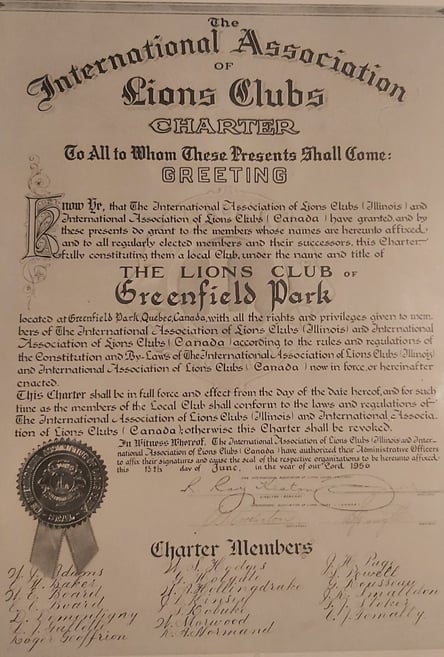 The
International Association
OF
Lions Clubs
CHARTER
To All to Whom These Presents Shall Come:
GREETING
Know Ye, that The International Association of Lions Clubs (Illinois) and
International Association of Lions Clubs (Canada) have granted and by
these presents do grant to the members whose names are hereunto affixed,
and to all regularly elected members and their successors, this Charter
fully constituting them a local Club, under the name and title of
THE LIONS CLUB OF
Greenfield Park
located at Greenfield Park, Quebec, Canada, with all the rights and privileges given to mem-
bers of The International Association of Lions Clubs (Illinois) and International
Association of Lions Clubs (Canada) according to the rules and regulations of
the Constitution and By-Laws of The International Association of Lions Clubs (Illinois)
and International Association of Lions Clubs (Canada) now in force, or hereinafter
enacted.
This Charter shall be in full force and effect from the day of the date hereof, and for such
time as the members of the Local Club shall conform to the laws and regulations of
The International Association of Lions Clubs (Illinois) and International Associa-
tion of Lions Clubs (Canada); otherwise this Charter shall be revoked.
In Witness Whereof, The International Association of Lions Clubs (Illinois) and Inter-
national Association of Lions Clubs (Canada) have authorized their Administrative Officers
to affix their signatures and cause the seal of the respective organizations to be hereunto affixed,
this 15th day of June, in the year of our Lord 1956
Charter Members
Adams
Baker
Board
Board
Roger Geoffrion
Hollingdrake
Norwood
Normand
Powell
Rousseau
Smalldon